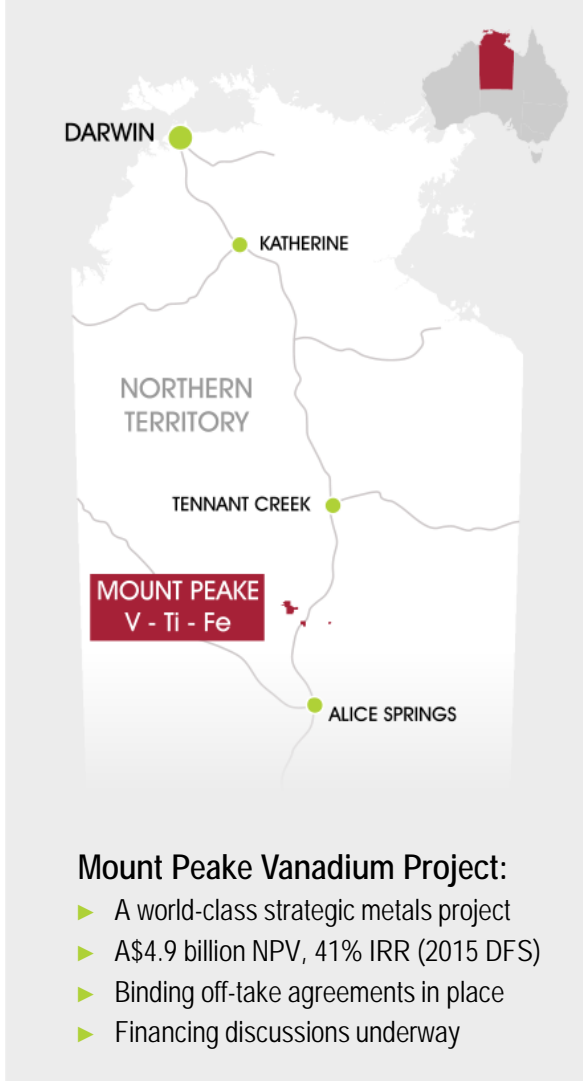 DARWIN
KATHERINE
NORTHERN
TERRITORY
TENNANT CREEK
MOUNT PEAKE
V - Ti - Fe
ALICE SPRINGS
Mount Peake Vanadium Project:
► A world-class strategic metals project
► A$4.9 billion NPV, 41% IRR (2015 DFS)
► Binding off-take agreements in place
► Financing discussions underway